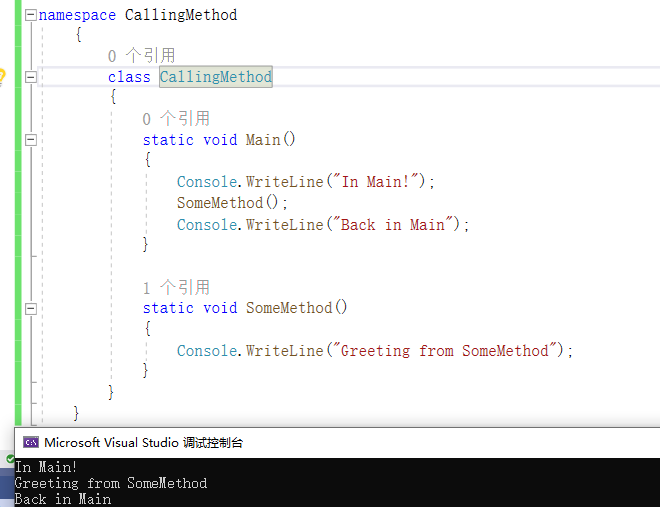 namespace CallingMethod
{
0 个引用
class CallingMethod
{
0 个引用
static void Main()
{
Console.WriteLine("In Main!");
SomeMethod();
Console.WriteLine("Back in Main");
}
1 个引用
static void SomeMethod()
{
Console.WriteLine("Greeting from SomeMethod");
}
}
}
C:\ Microsoft Visual Studio 调试控制台
In Main!
Greeting from SomeMethod
Back in Main